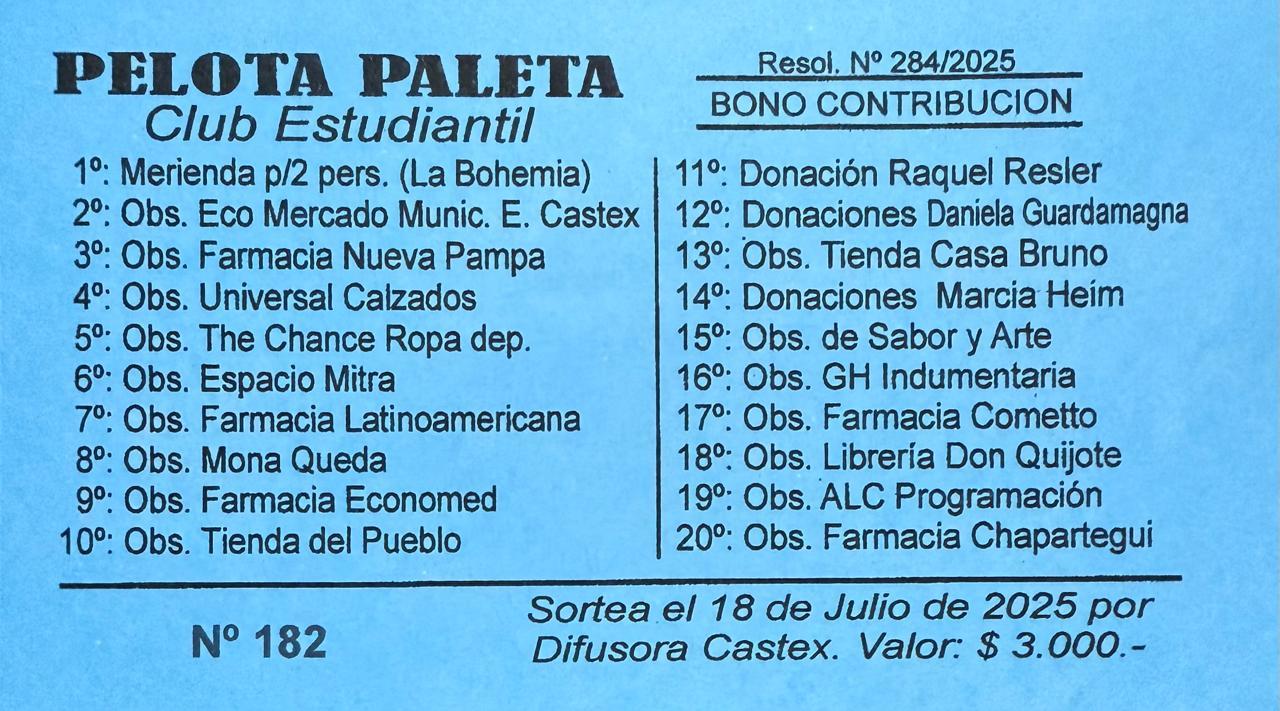 PELOTA PALETA
Club Estudiantil
Resol. Nº 284/2025
BONO CONTRIBUCION
1º: Merienda p/2 pers. (La Bohemia)
2º: Obs. Eco Mercado Munic. E. Castex
3º: Obs. Farmacia Nueva Pampa
4º: Obs. Universal Calzados
5º: Obs. The Chance Ropa dep.
6º: Obs. Espacio Mitra
7º: Obs. Farmacia Latinoamericana
8º: Obs. Mona Queda
9º: Obs. Farmacia Economed
10º: Obs. Tienda del Pueblo
11º: Donación Raquel Resler
12º: Donaciones Daniela Guardamagna
13º: Obs. Tienda Casa Bruno
14º: Donaciones Marcia Heim
15º: Obs. de Sabor y Arte
16º: Obs. GH Indumentaria
17º: Obs. Farmacia Cometto
18º: Obs. Librería Don Quijote
19º: Obs. ALC Programación
20º: Obs. Farmacia Chapartegui
Nº 182
Sortea el 18 de Julio de 2025 por
Difusora Castex. Valor: $ 3.000.-